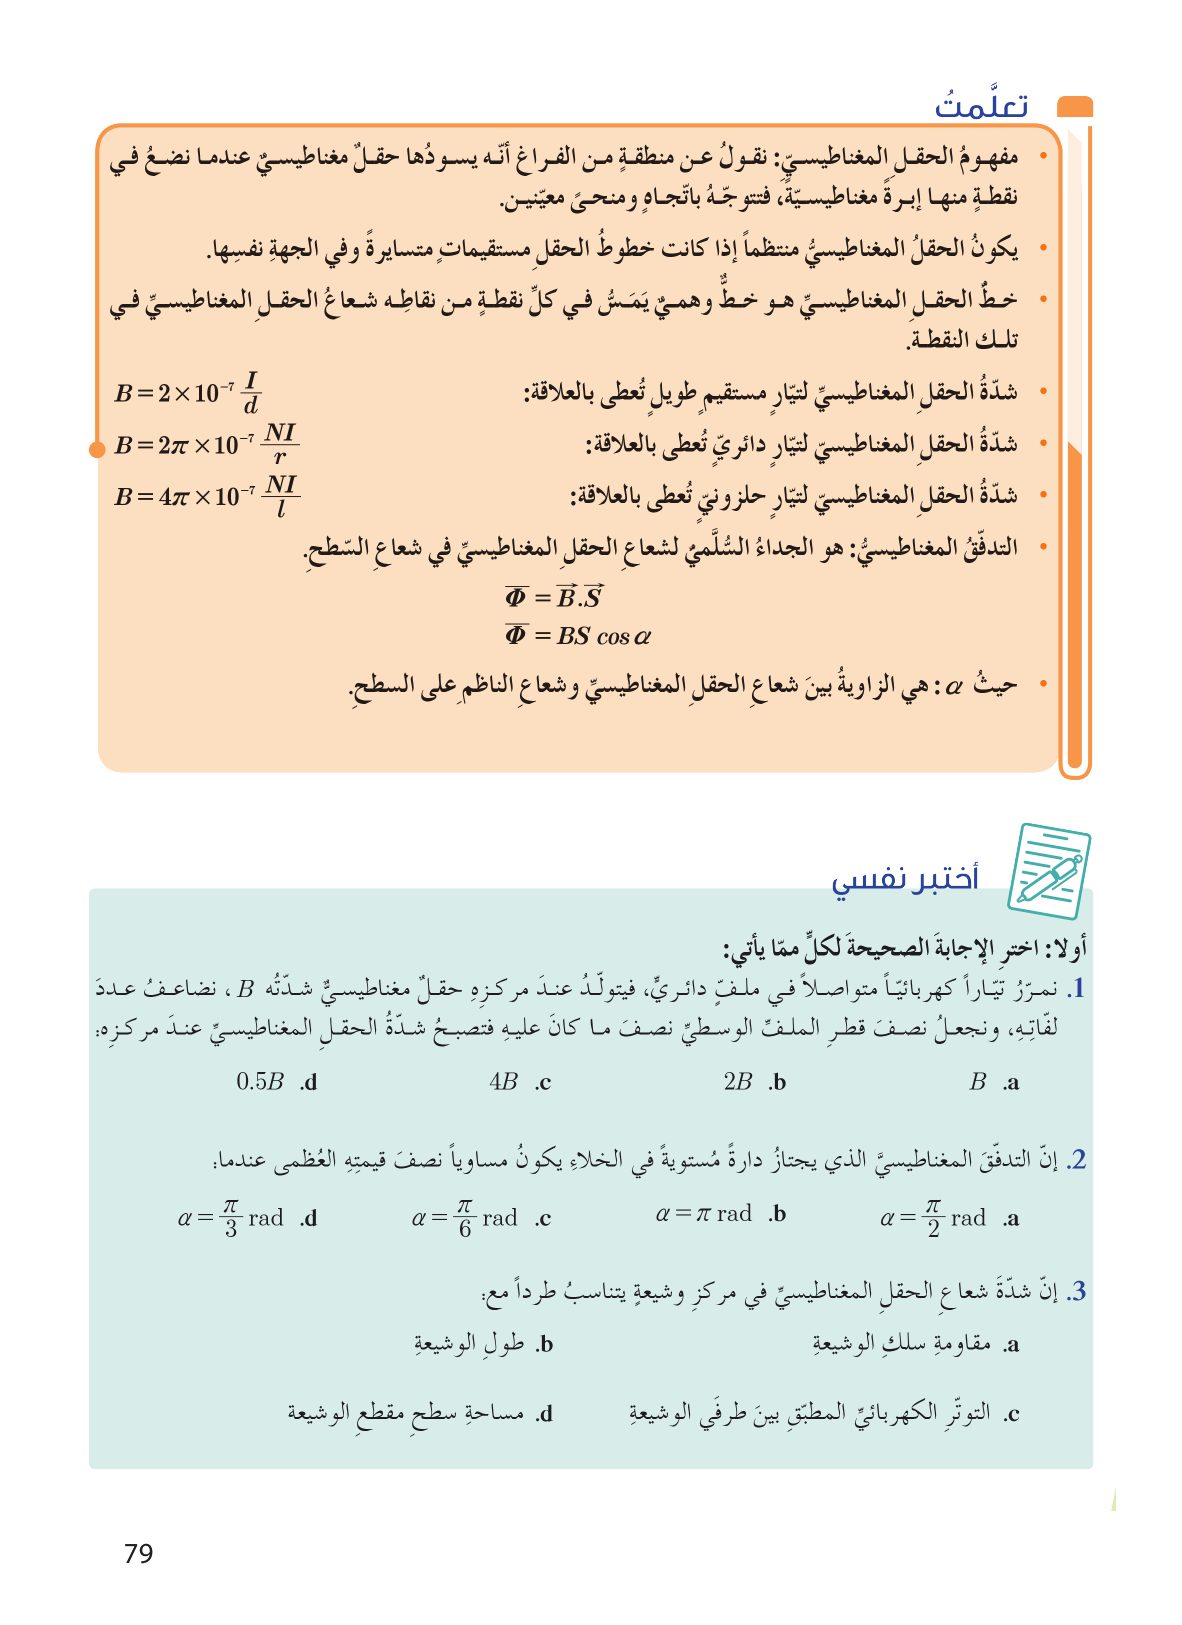 تعلَّمتُ
• مفهومُ الحقلِ المغناطيسيِّ: نقولُ عن منطقةٍ من الفراغِ أنّه يسودُها حقلٌ مغناطيسيٌّ عندما نضعُ في
نقطةٍ منها إبرةً مغناطيسيّةً، فتتوجّهُ باتّجاهٍ ومنحىً معيّنين.
• يكونُ الحقلُ المغناطيسيُّ منتظماً إذا كانت خطوطُ الحقلِ مستقيماتٍ متسايرةً وفي الجهةِ نفسِها.
• خطُّ الحقلِ المغناطيسيِّ هو خطٌّ وهميٌّ يَمَسُّ في كلِّ نقطةٍ من نقاطِه شعاعُ الحقلِ المغناطيسيِّ في
تلك النقطة.
• شدّةُ الحقلِ المغناطيسيِّ لتيّارٍ مستقيمٍ طويلٍ تُعطى بالعلاقة: B = 2 × 10⁻⁷ I/d
• شدّةُ الحقلِ المغناطيسيّ لتيّارٍ دائريٍّ تُعطى بالعلاقة: B = 2π × 10⁻⁷ NI/r
• شدّةُ الحقلِ المغناطيسيّ لتيّارٍ حلزونيٍّ تُعطى بالعلاقة: B = 4π × 10⁻⁷ NI/l
• التدفّقُ المغناطيسيُّ: هو الجداءُ السُّلَّميُّ لشعاعِ الحقلِ المغناطيسيِّ في شعاعِ السّطحِ.
Φ̅ = B⃗.S⃗
Φ̅ = BS cos α
• حيثُ α: هي الزاويةُ بينَ شعاعِ الحقلِ المغناطيسيِّ وشعاعِ الناظمِ على السطحِ.
أختبر نفسي
أولا: اخترِ الإجابةَ الصحيحةَ لكلٍّ ممّا يأتي:
1. نمرّرُ تيّاراً كهربائيّاً متواصلاً في ملفٍّ دائريٍّ، فيتولّدُ عندَ مركزِهِ حقلٌ مغناطيسيٌّ شدّتُه B، نضاعفُ عددَ
لفّاتِهِ، ونجعلُ نصفَ قطرِ الملفِّ الوسطيِّ نصفَ ما كانَ عليهِ فتصبحُ شدّةُ الحقلِ المغناطيسيِّ عندَ مركزه:
a. B b. 2B c. 4B d. 0.5B
2. إنّ التدفّقَ المغناطيسيَّ الذي يجتازُ دارةً مُستويةً في الخلاءِ يكونُ مساوياً نصفَ قيمتِهِ العُظمى عندما:
a. α = π/2 rad b. α = π rad c. α = π/6 rad d. α = π/3 rad
3. إنّ شدّةَ شعاعِ الحقلِ المغناطيسيِّ في مركزِ وشيعةٍ يتناسبُ طرداً مع:
a. مقاومةِ سلكِ الوشيعةِ b. طولِ الوشيعةِ
c. التوتّرِ الكهربائيِّ المطبّقِ بينَ طرفَي الوشيعةِ d. مساحةِ سطحِ مقطعِ الوشيعة
79